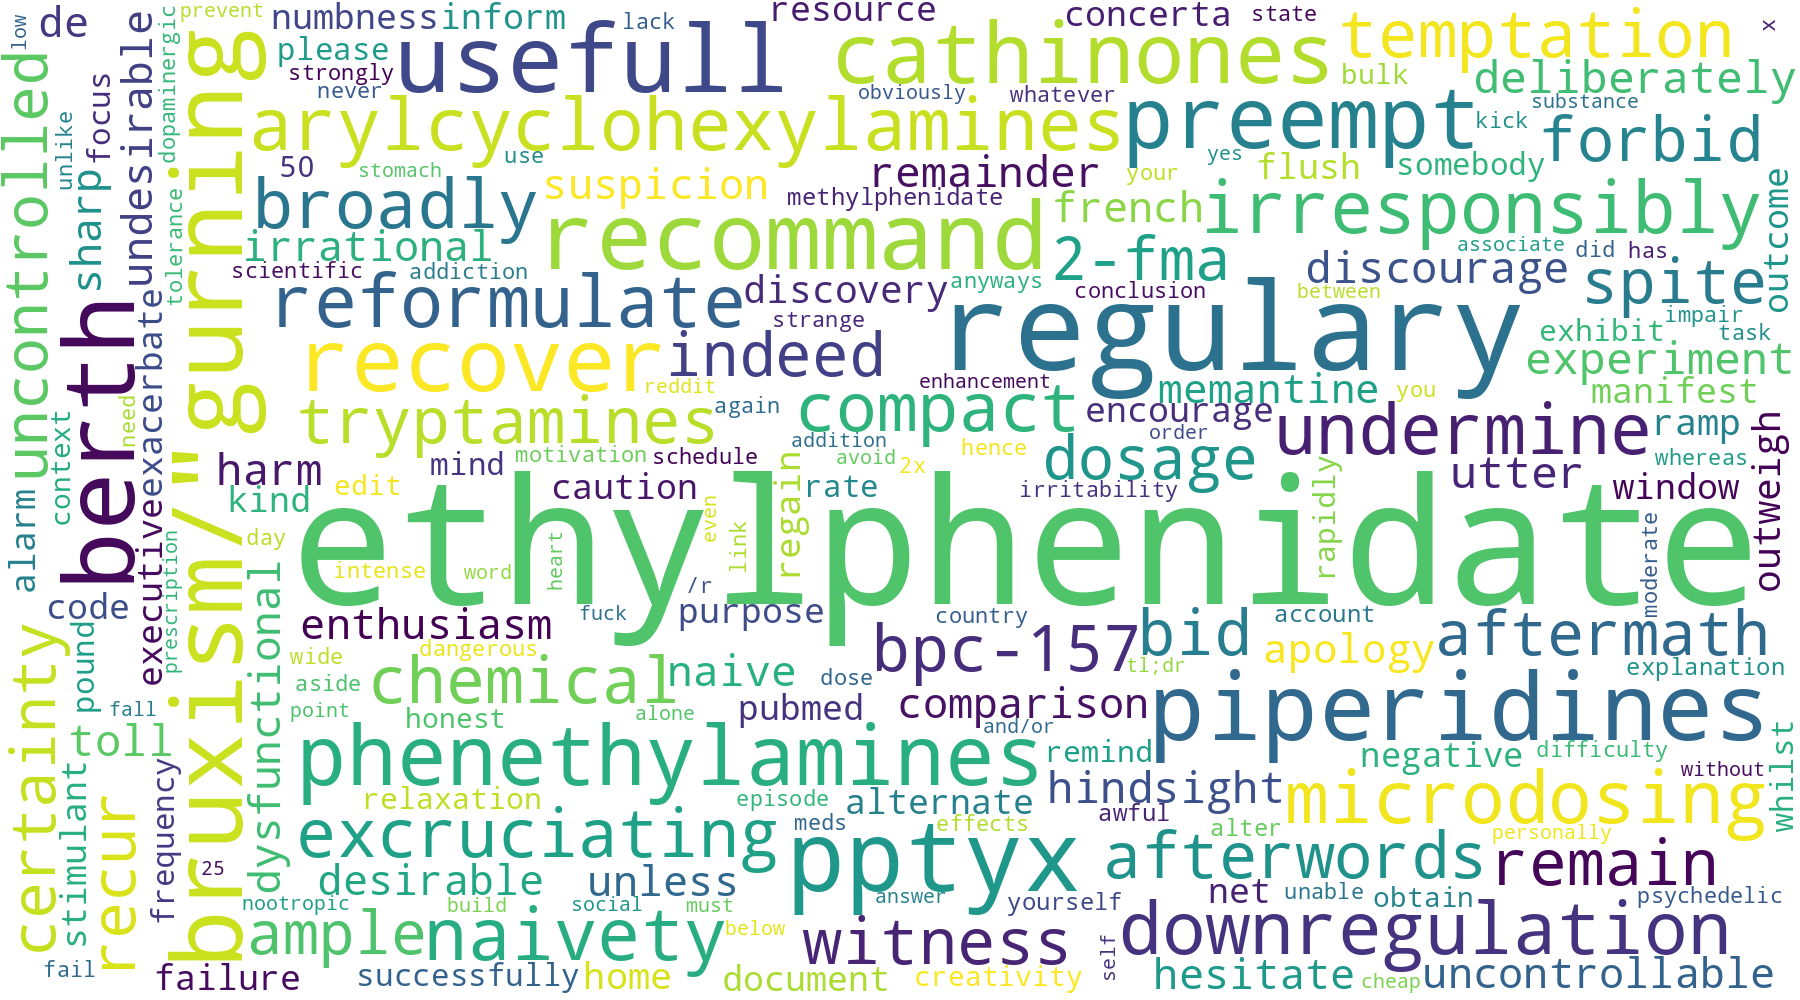 low
de
undesirable
prevent
numbness
inform
lack
resource
concerta
state
temptation
x
please
usefull
cathinones
bulk
deliberately
strongly
never
obviously
whatever
substance
uncontrolled
unlike
focus
sharp
•dopaminergic
bruxism/"gurning
arylcyclohexylamines
preempt
kick
forbid
50
stomach
use
suspicion
remainder
your
yes
flush
somebody
broadly
methylphenidate
french
irresponsibly
outcome
tolerance
irrational
recommand
2-fma
associate
did
has
scientific
addiction
anyways
discourage
spite
reformulate
discovery
conclusion
between
impair
strange
regulary
exhibit
task
berth
exacerbate
recover
indeed
enhancement
memantine
experiment
reddit
you
manifest
need
tryptamines
again
compact
encourage
undermine
ramp
context
harm
mind
motivation
schedule
addition
avoid
hence
order
dosage
whereas
outweigh
alarm
kind
edit
caution
regain
rate
2x
irritability
rapidly
utter
window
executive
prescription
day
ethylphenidate
even
link
heart
intense
word
moderate
code
dysfunctional
/r
fuck
purpose
country
account
enthusiasm
bpc-157
bid
aftermath
certainty
pound
wide
dangerous
apology
tl;dr
explanation
aside
chemical
naive
dose
piperidines
fall
point
honest
alone
pubmed
comparison
and/or
toll
phenethylamines
remind
negative
difficulty
whilst
stimulant
frequency
relaxation
episode
alternate
hindsight
without
microdosing
recur
excruciating
meds
effects
awful
alter
personally
25
desirable
unless
pptyx
afterwords
remain
nootropic
build
social
must
answer
yourself
net
unable
obtain
psychedelic
ample
naivety
below
witness
self
downregulation
fail
failure
successfully
home
document
creativity
hesitate
cheap
uncontrollable